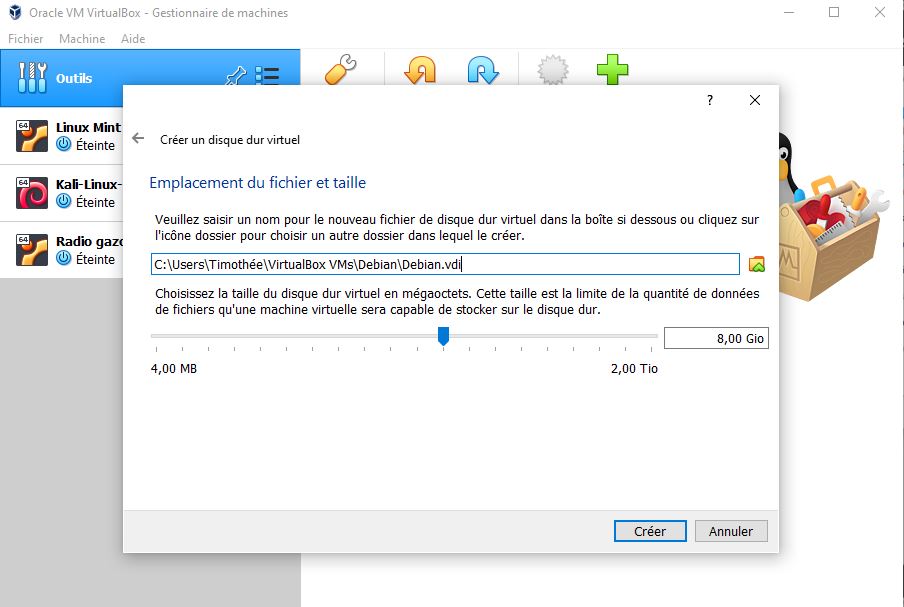 Oracle VM VirtualBox - Gestionnaire de machines
Fichier Machine Aide
Outils
64
Linux Mint
Éteinte
64
Kali-Linux-
Éteinte
64
Radio gazo
Éteinte
?
Créer un disque dur virtuel
Emplacement du fichier et taille
Veuillez saisir un nom pour le nouveau fichier de disque dur virtuel dans la boîte si dessous ou cliquez sur
l'icône dossier pour choisir un autre dossier dans lequel le créer.
C:\Users\Timothée\VirtualBox VMs\Debian\Debian.vdi
Choisissez la taille du disque dur virtuel en mégaoctets. Cette taille est la limite de la quantité de données
de fichiers qu'une machine virtuelle sera capable de stocker sur le disque dur.
8,00 Gio
4,00 MB 2,00 Tio
Créer Annuler